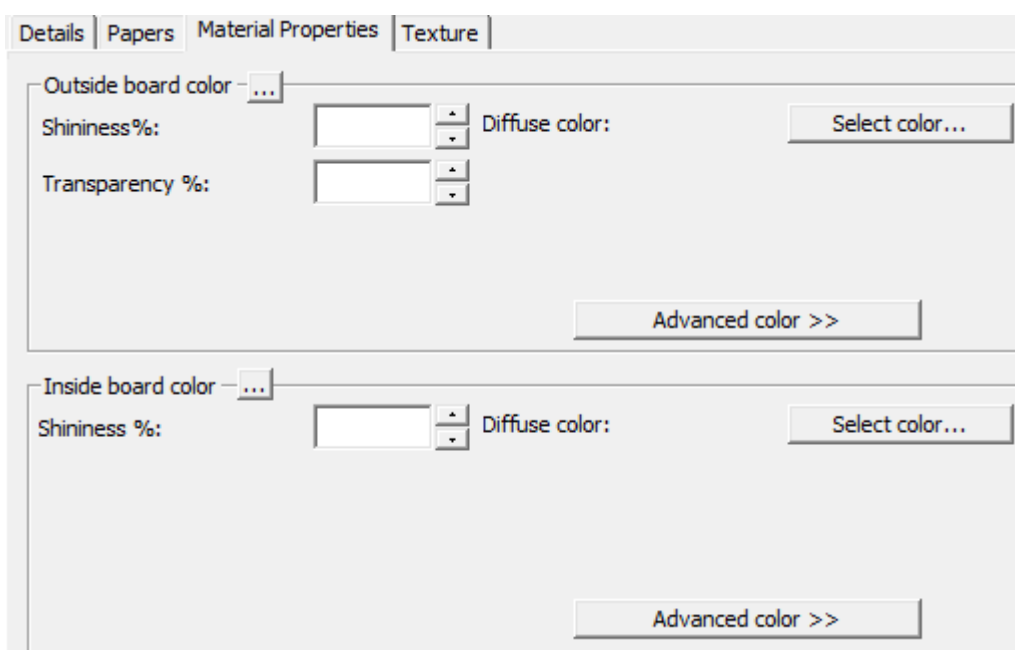 Details Papers Material Properties Texture
Outside board color ...
Shininess%: Diffuse color: Select color...
Transparency %:
Advanced color >>
Inside board color ...
Shininess %: Diffuse color: Select color...
Advanced color >>